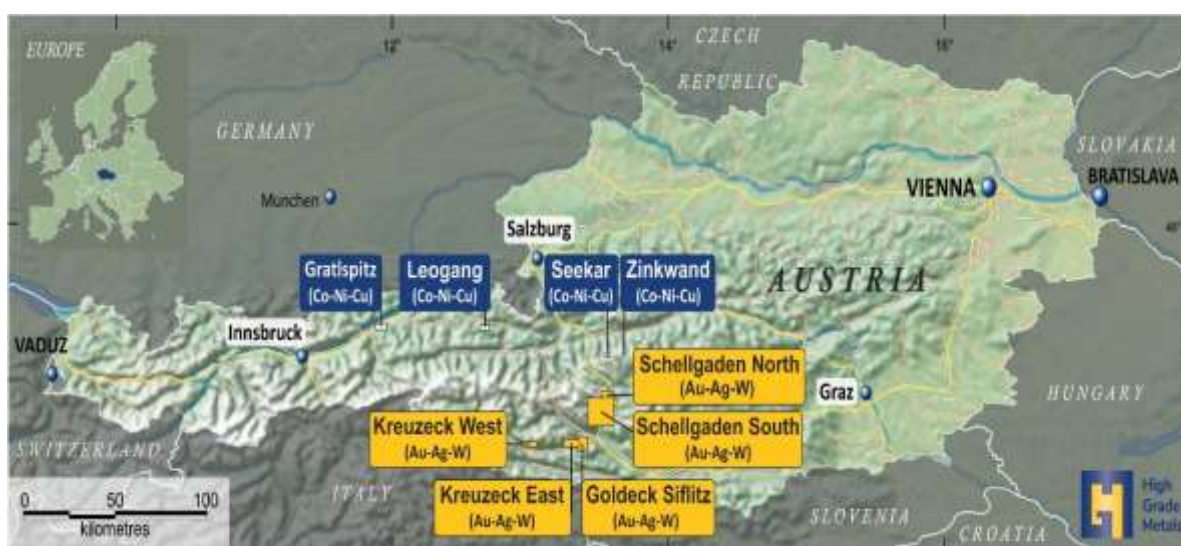 EUROPE
12°
14°
16°
CZECH
REPUBLIC
GERMANY
SLOVAKIA
Munchen
VIENNA
BRATISLAVA
Salzburg
Gratlspitz
(Co-Ni-Cu)
Leogang
(Co-Ni-Cu)
Seekar
(Co-Ni-Cu)
Zinkwand
(Co-Ni-Cu)
AUSTRIA
Innsbruck
VADUZ
Schellgaden North
(Au-Ag-W)
Graz
HUNGARY
Kreuzeck West
(Au-Ag-W)
Schellgaden South
(Au-Ag-W)
SWITZERLAND
ITALY
Kreuzeck East
(Au-Ag-W)
Goldeck Siflitz
(Au-Ag-W)
SLOVENIA
CROATIA
0 50 100
kilometres
High
Grade
Metals